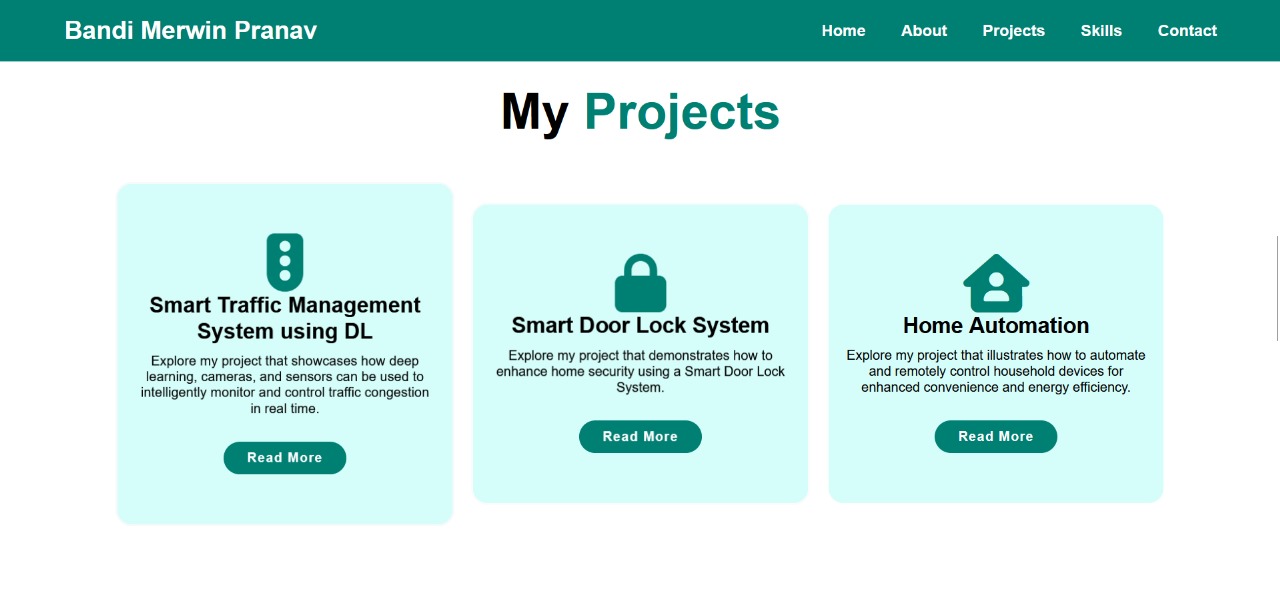 Bandi Merwin Pranav
Home About Projects Skills Contact
My Projects
Smart Traffic Management
System using DL
Explore my project that showcases how deep
learning, cameras, and sensors can be used to
intelligently monitor and control traffic congestion
in real time.
Read More
Smart Door Lock System
Explore my project that demonstrates how to
enhance home security using a Smart Door Lock
System.
Read More
Home Automation
Explore my project that illustrates how to automate
and remotely control household devices for
enhanced convenience and energy efficiency.
Read More